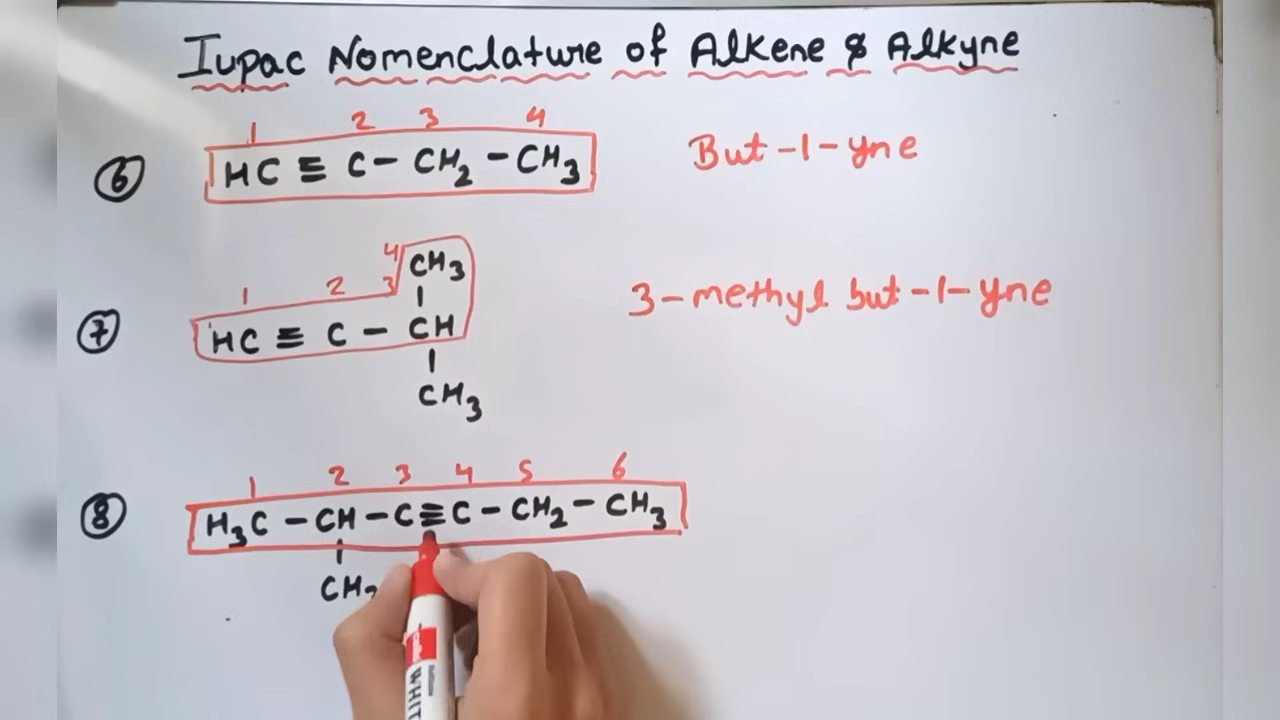 Iupac Nomenclature of Alkene & Alkyne
1 2 3 4
⑥ HC ≡ C - CH₂ - CH₃ But-1-yne
4
CH₃
1 2 3
3-methyl but-1-yne
⑦ HC ≡ C - CH
CH₃
1 2 3 4 5 6
⑧ H₃C - CH - C ≡ C - CH₂ - CH₃
WHIT